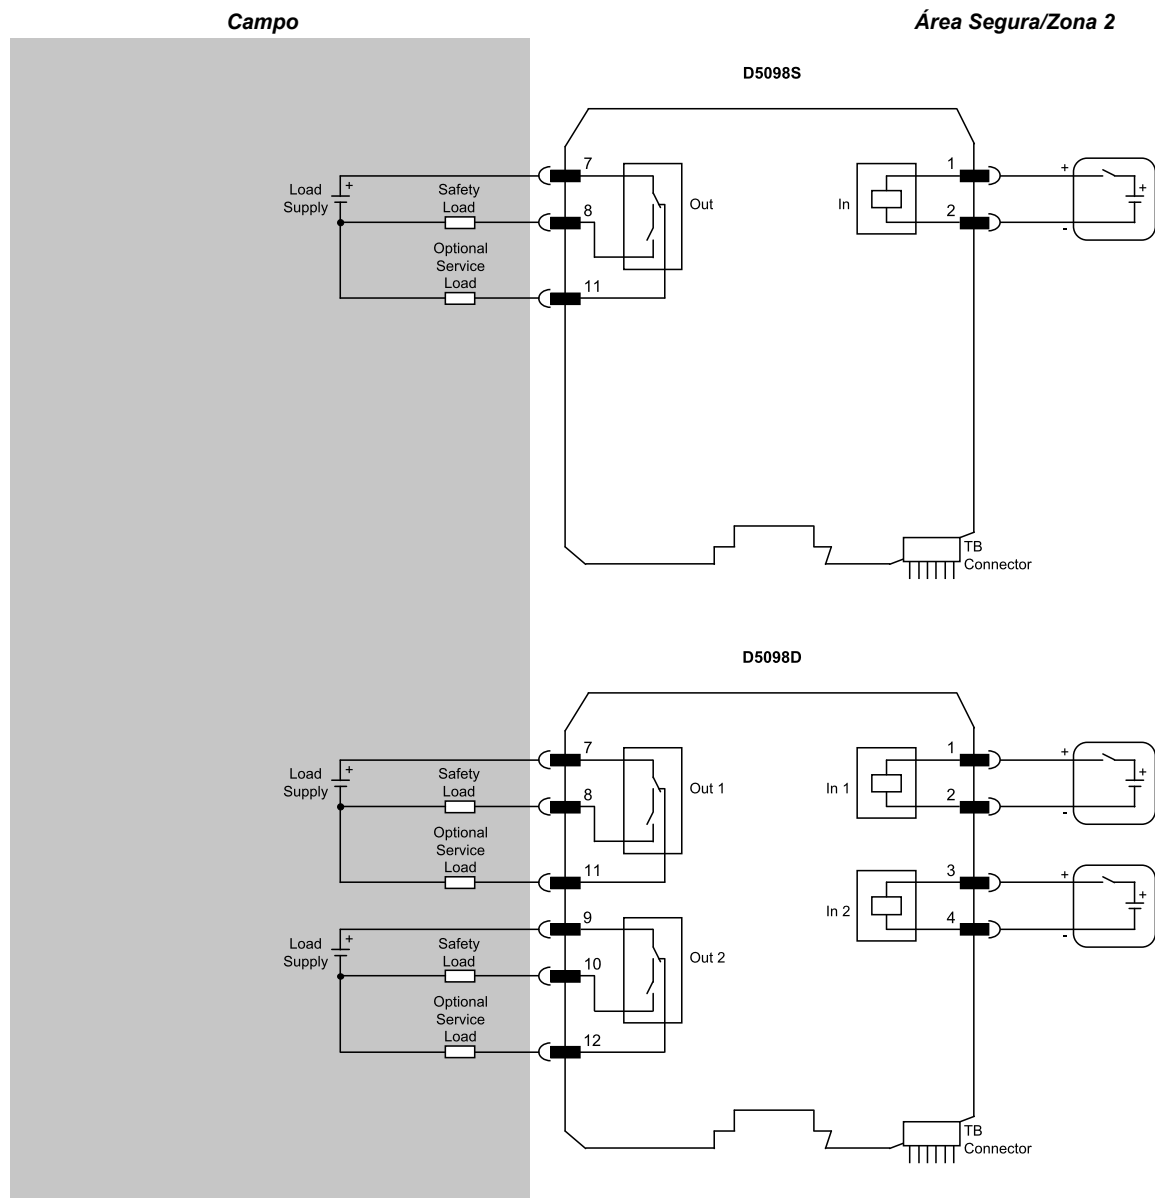 Campo
Área Segura/Zona 2
D5098S
7
1
Load
Supply
+
Safety
Load
8
Out
In
2
+
-
+
Optional
Service
Load
11
TB
Connector
D5098D
7
1
Load
Supply
+
Safety
Load
8
Out 1
In 1
2
+
-
+
Optional
Service
Load
11
3
9
In 2
4
+
-
+
Load
Supply
+
Safety
Load
10
Out 2
Optional
Service
Load
12
TB
Connector